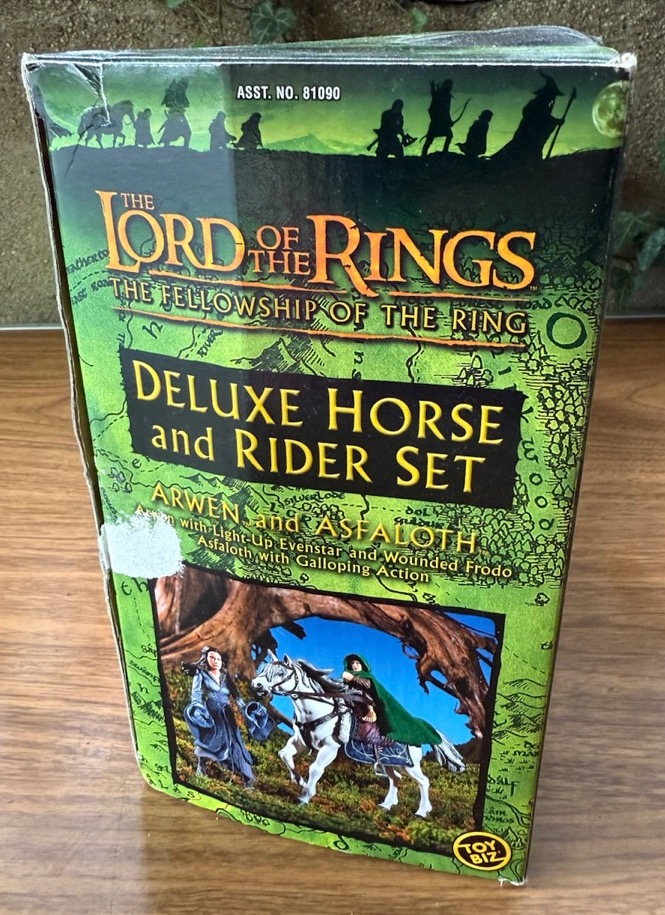 ASST. NO. 81090
THE
LORD OF THE RINGS
THE FELLOWSHIP OF THE RING
DELUXE HORSE
and RIDER SET
ARWEN and ASFALOTH
with Light-Up Evenstar and Wounded Frodo
Asfaloth with Galloping Action
SILVERLODE
TOY
BIZ